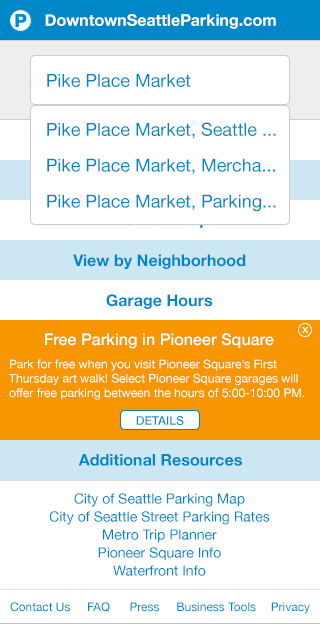 P DowntownSeattleParking.com
Pike Place Market
Pike Place Market, Seattle ...
Pike Place Market, Mercha...
Pike Place Market, Parking...
View by Neighborhood
Garage Hours
X
Free Parking in Pioneer Square
Park for free when you visit Pioneer Square's First
Thursday art walk! Select Pioneer Square garages will
offer free parking between the hours of 5:00-10:00 PM.
DETAILS
Additional Resources
City of Seattle Parking Map
City of Seattle Street Parking Rates
Metro Trip Planner
Pioneer Square Info
Waterfront Info
Contact Us FAQ Press Business Tools Privacy